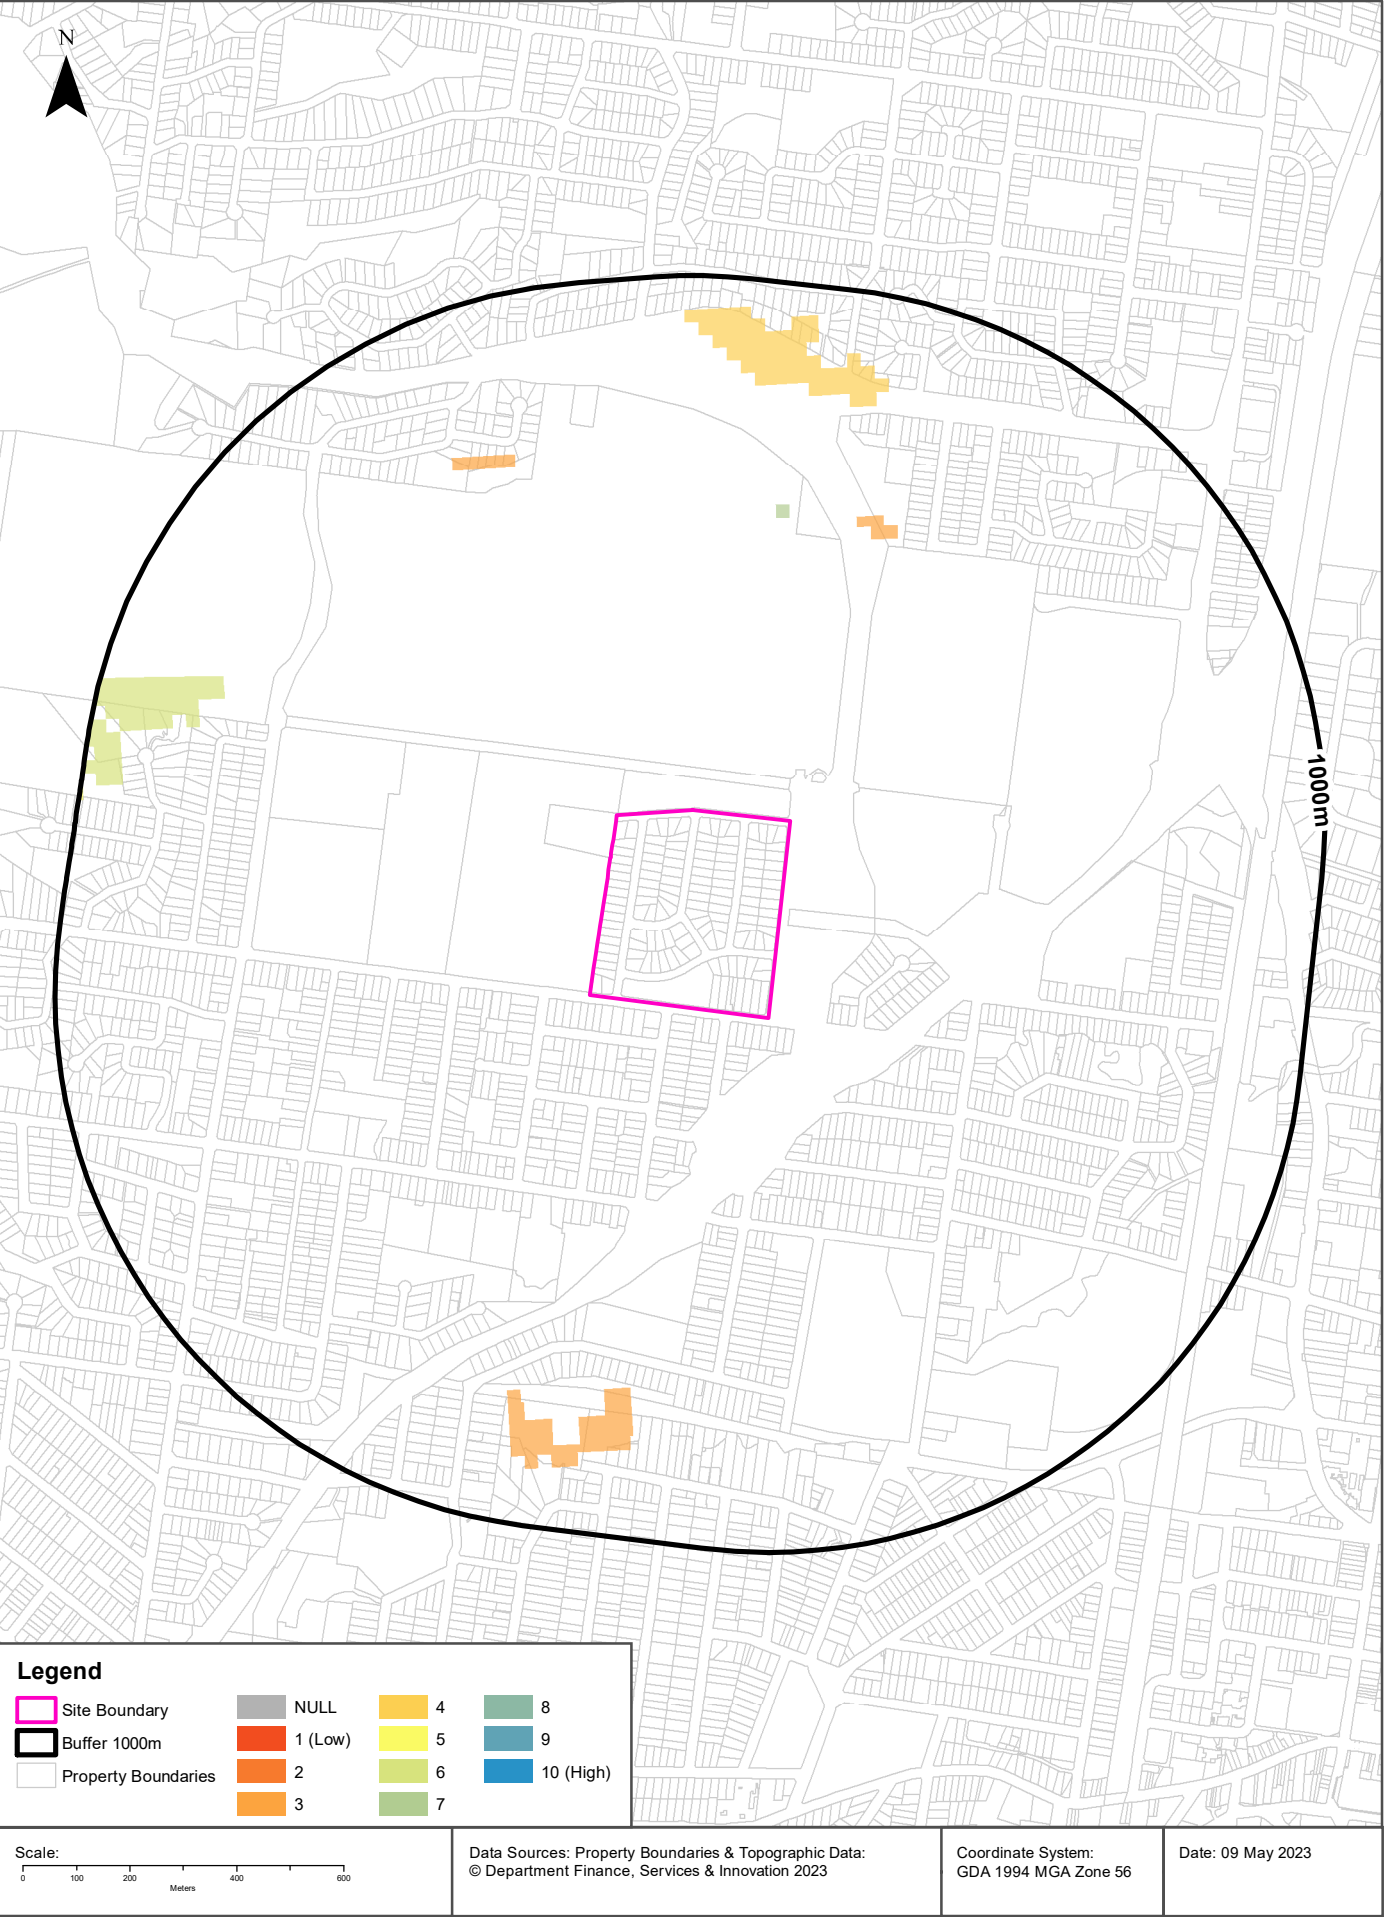 N
1000m
Legend
Site Boundary
Buffer 1000m
Property Boundaries
NULL
1 (Low)
2
3
4
5
6
7
8
9
10 (High)
Scale:
0 100 200 400 600
Meters
Data Sources: Property Boundaries & Topographic Data:
© Department Finance, Services & Innovation 2023
Coordinate System:
GDA 1994 MGA Zone 56
Date: 09 May 2023